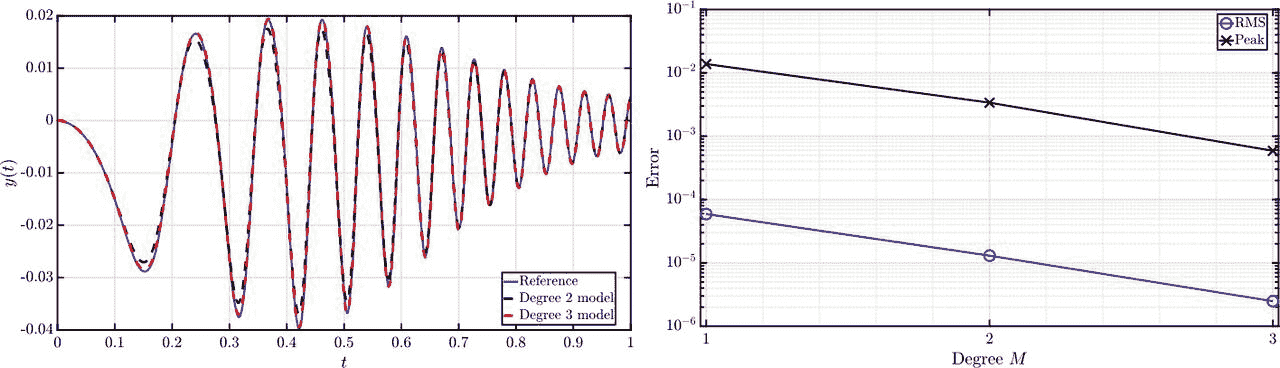 0.02
0.01
0
-0.01
-0.02
-0.03
-0.04
y(t)
0 0.1 0.2 0.3 0.4 0.5 0.6 0.7 0.8 0.9 1
t
Reference
Degree 2 model
Degree 3 model
10⁻¹
10⁻²
10⁻³
10⁻⁴
10⁻⁵
10⁻⁶
Error
1 2 3
Degree M
RMS
Peak